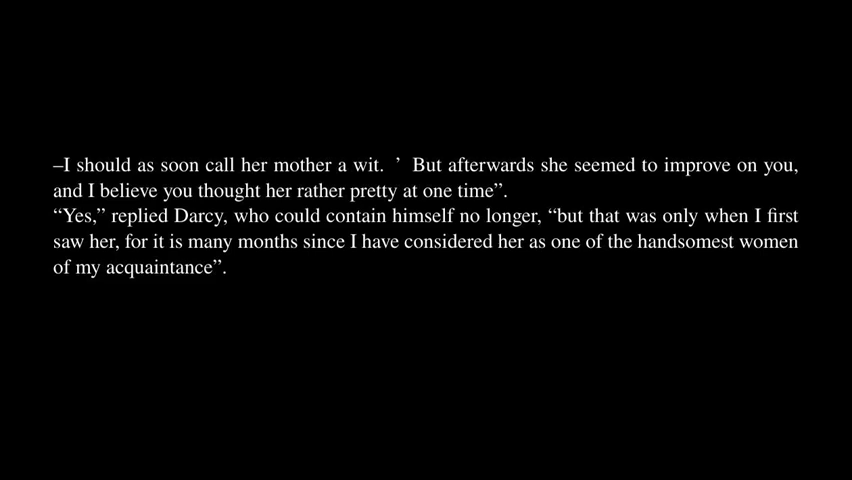 –I should as soon call her mother a wit. ’ But afterwards she seemed to improve on you,
and I believe you thought her rather pretty at one time”.
“Yes,” replied Darcy, who could contain himself no longer, “but that was only when I first
saw her, for it is many months since I have considered her as one of the handsomest women
of my acquaintance”.